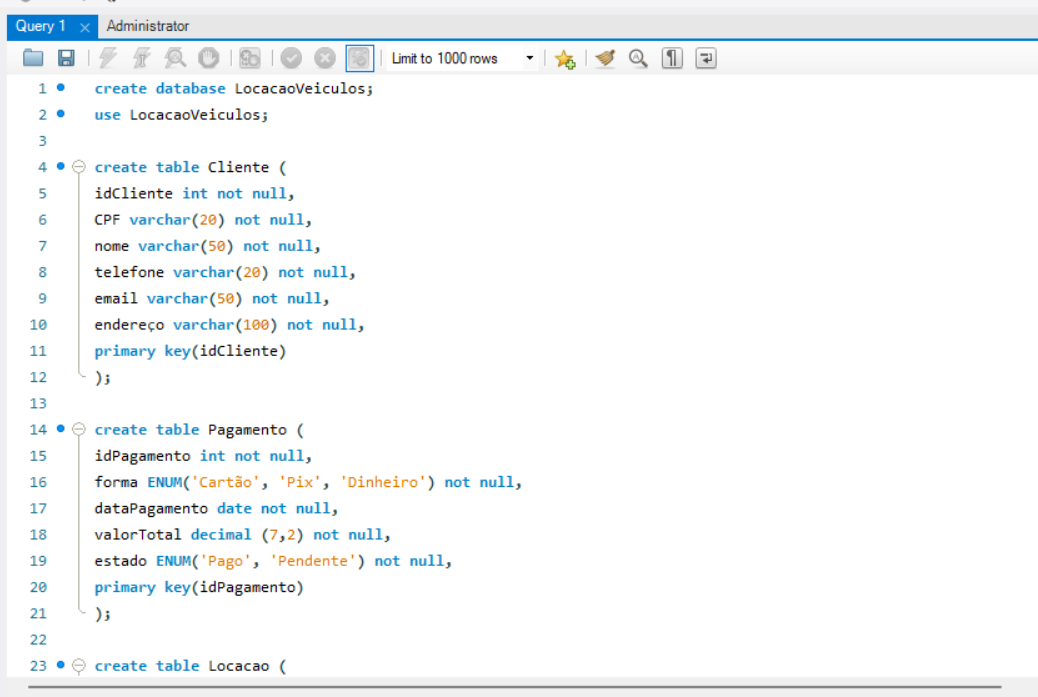 Query 1 Administrator
Limit to 1000 rows
1 create database LocacaoVeiculos;
2 use LocacaoVeiculos;
3
4 create table Cliente (
5 idCliente int not null,
6 CPF varchar(20) not null,
7 nome varchar(50) not null,
8 telefone varchar(20) not null,
9 email varchar(50) not null,
10 endereço varchar(100) not null,
11 primary key(idCliente)
12 );
13
14 create table Pagamento (
15 idPagamento int not null,
16 forma ENUM('Cartão', 'Pix', 'Dinheiro') not null,
17 dataPagamento date not null,
18 valorTotal decimal (7,2) not null,
19 estado ENUM('Pago', 'Pendente') not null,
20 primary key(idPagamento)
21 );
22
23 create table Locacao (